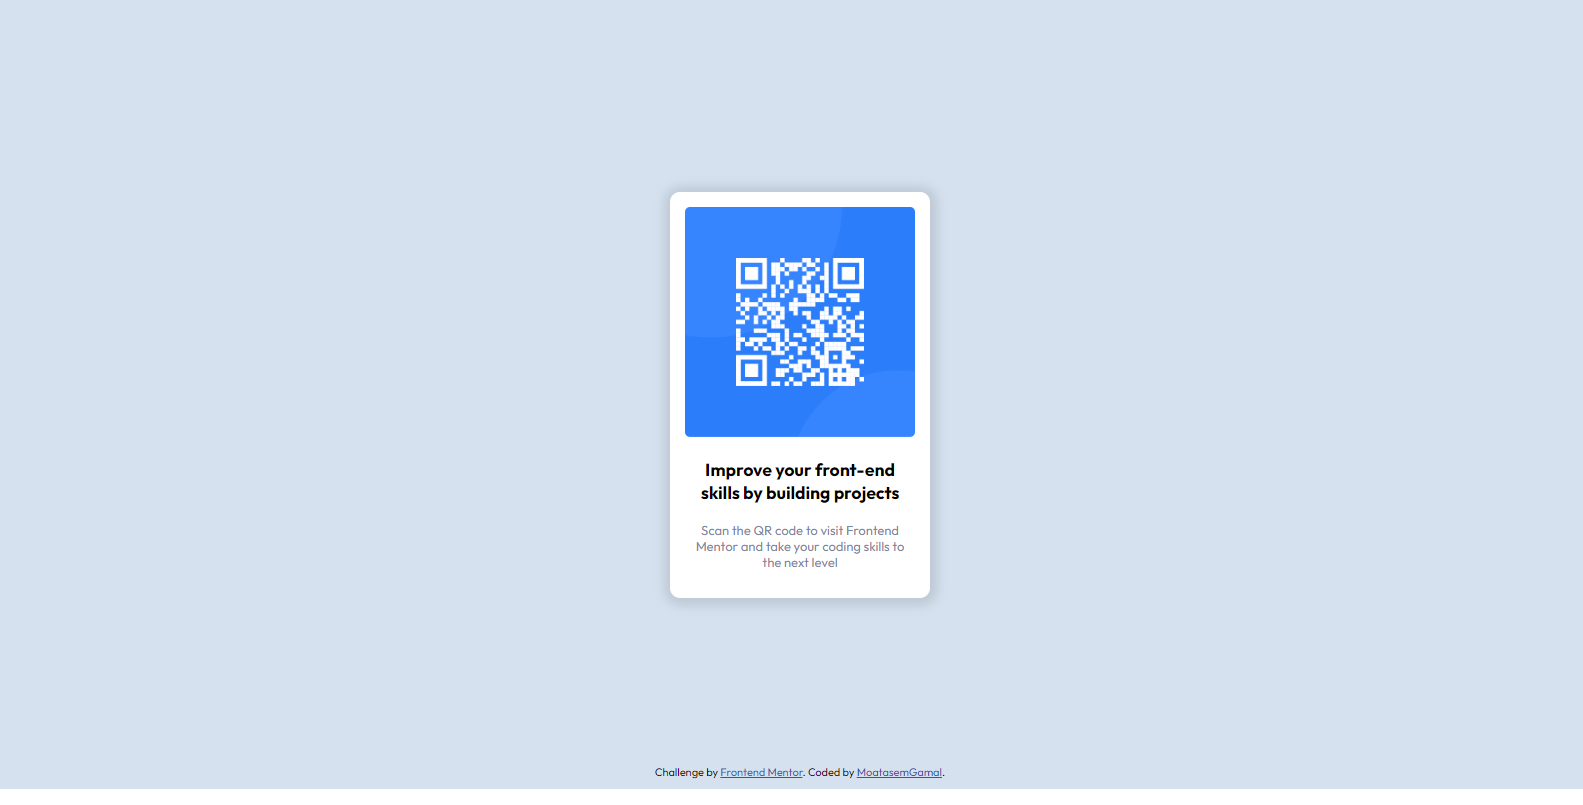 Improve your front-end
skills by building projects
Scan the QR code to visit Frontend
Mentor and take your coding skills to
the next level
Challenge by Frontend Mentor. Coded by MoatasemGamal.